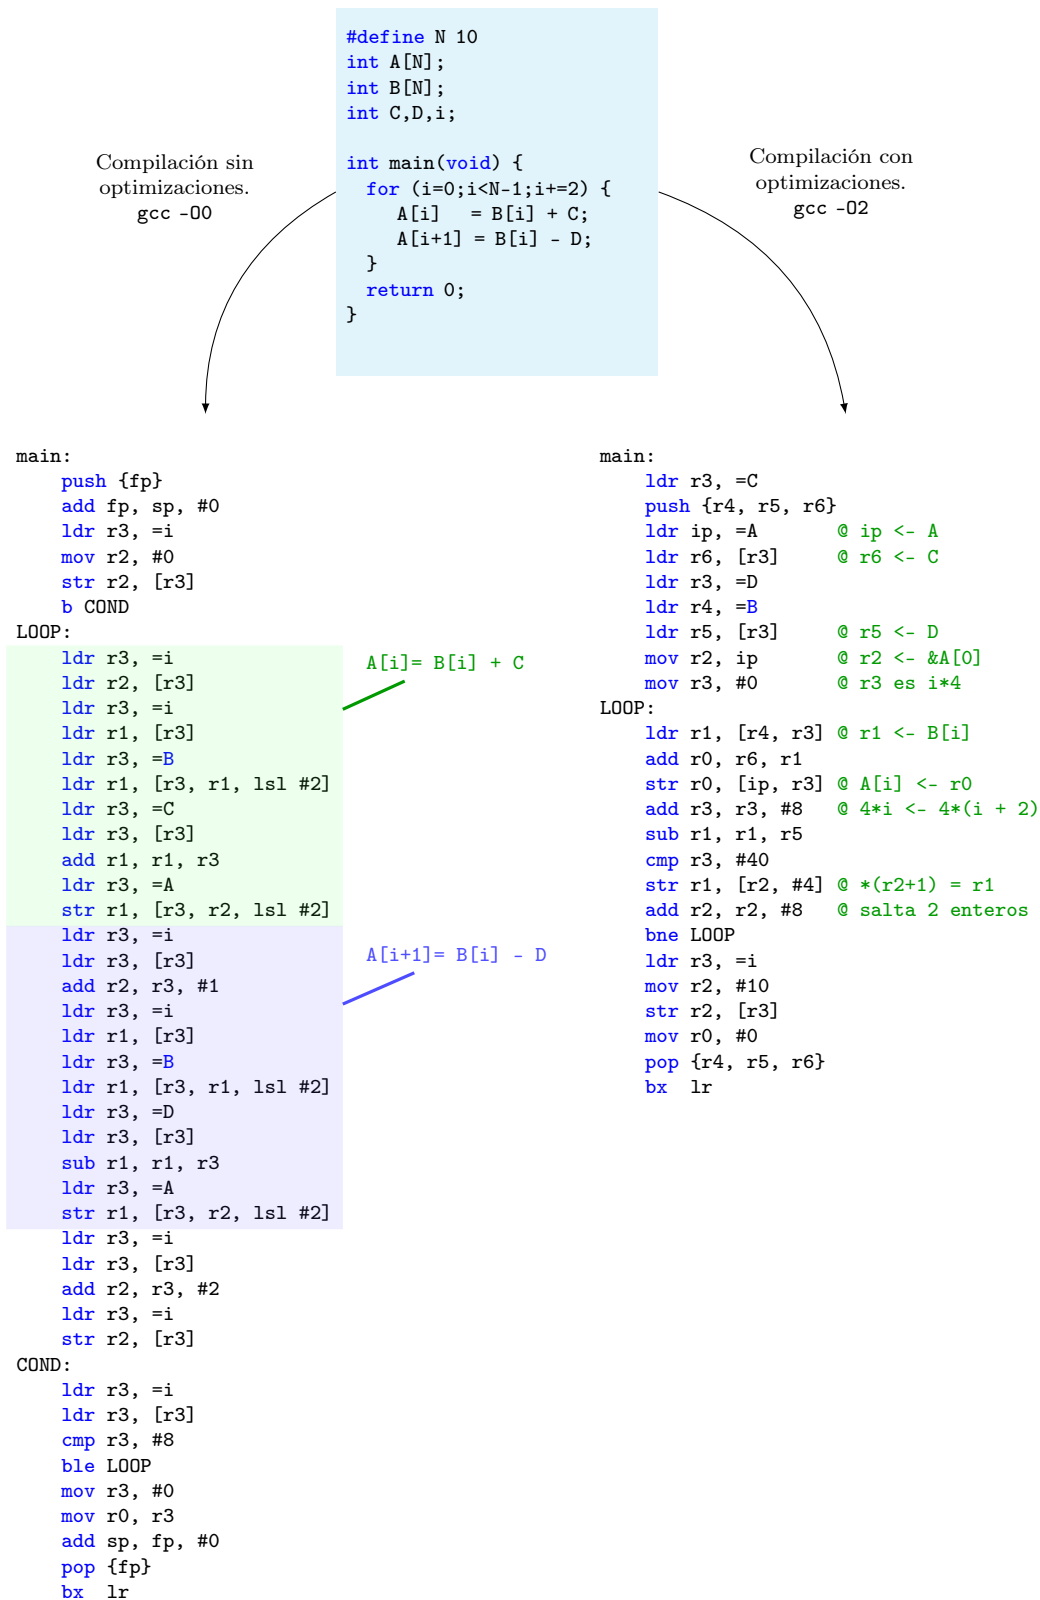 #define N 10
int A[N];
int B[N];
int C,D,i;
int main(void) {
for (i=0;i<N-1;i+=2) {
A[i]   = B[i] + C;
A[i+1] = B[i] - D;
}
return 0;
}
Compilación sin
optimizaciones.
gcc -O0
Compilación con
optimizaciones.
gcc -O2
main:
push {fp}
add fp, sp, #0
ldr r3, =i
mov r2, #0
str r2, [r3]
b COND
LOOP:
ldr r3, =i
ldr r2, [r3]
ldr r3, =i
ldr r1, [r3]
ldr r3, =B
ldr r1, [r3, r1, lsl #2]
ldr r3, =C
ldr r3, [r3]
add r1, r1, r3
ldr r3, =A
str r1, [r3, r2, lsl #2]
ldr r3, =i
ldr r3, [r3]
add r2, r3, #1
ldr r3, =i
ldr r1, [r3]
ldr r3, =B
ldr r1, [r3, r1, lsl #2]
ldr r3, =D
ldr r3, [r3]
sub r1, r1, r3
ldr r3, =A
str r1, [r3, r2, lsl #2]
ldr r3, =i
ldr r3, [r3]
add r2, r3, #2
ldr r3, =i
str r2, [r3]
COND:
ldr r3, =i
ldr r3, [r3]
cmp r3, #8
ble LOOP
mov r3, #0
mov r0, r3
add sp, fp, #0
pop {fp}
bx  lr
A[i]= B[i] + C
A[i+1]= B[i] - D
main:
ldr r3, =C
push {r4, r5, r6}
ldr ip, =A       @ ip <- A
ldr r6, [r3]     @ r6 <- C
ldr r3, =D
ldr r4, =B
ldr r5, [r3]     @ r5 <- D
mov r2, ip       @ r2 <- &A[0]
mov r3, #0       @ r3 es i*4
LOOP:
ldr r1, [r4, r3] @ r1 <- B[i]
add r0, r6, r1
str r0, [ip, r3] @ A[i] <- r0
add r3, r3, #8   @ 4*i <- 4*(i + 2)
sub r1, r1, r5
cmp r3, #40
str r1, [r2, #4] @ *(r2+1) = r1
add r2, r2, #8   @ salta 2 enteros
bne LOOP
ldr r3, =i
mov r2, #10
str r2, [r3]
mov r0, #0
pop {r4, r5, r6}
bx  lr